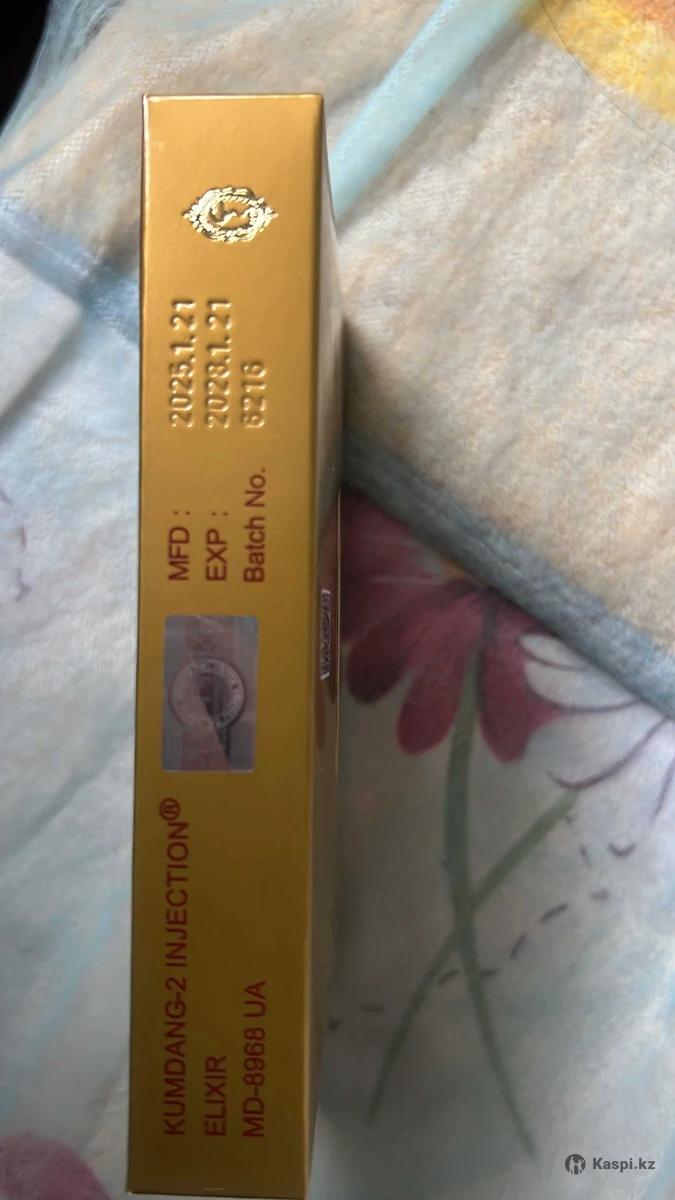 KUMDANG-2 INJECTION®
ELIXIR
MD-8968 UA
MFD : 2025.1.21
EXP : 2028.1.21
Batch No. 6216
Kaspi.kz